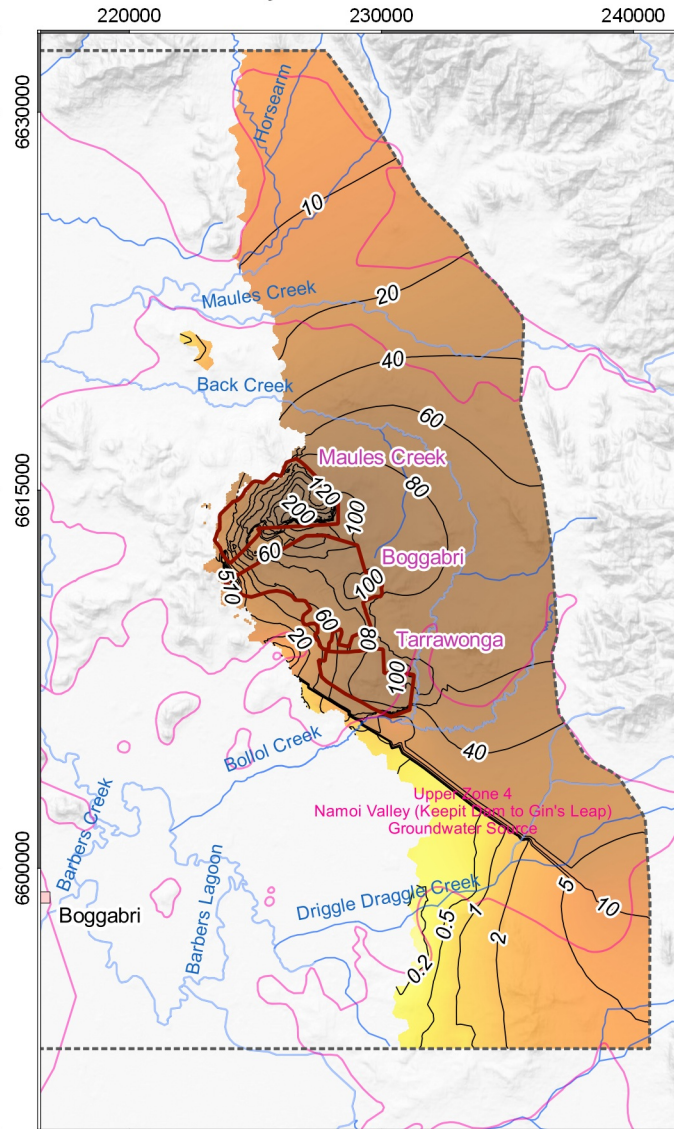 220000
230000
240000
6630000
Horsearm
10
Maules Creek
20
40
Back Creek
60
Maules Creek
80
120
200
100
6615000
60
Boggabri
100
5
10
60
20
80
Tarrawonga
100
40
Bollol Creek
Upper Zone 4
Namoi Valley (Keepit Dam to Gin's Leap)
Groundwater Source
Barbers Creek
6600000
Boggabri
Barbers Lagoon
Driggle Draggle Creek
5
10
0.5
1
2
0.2